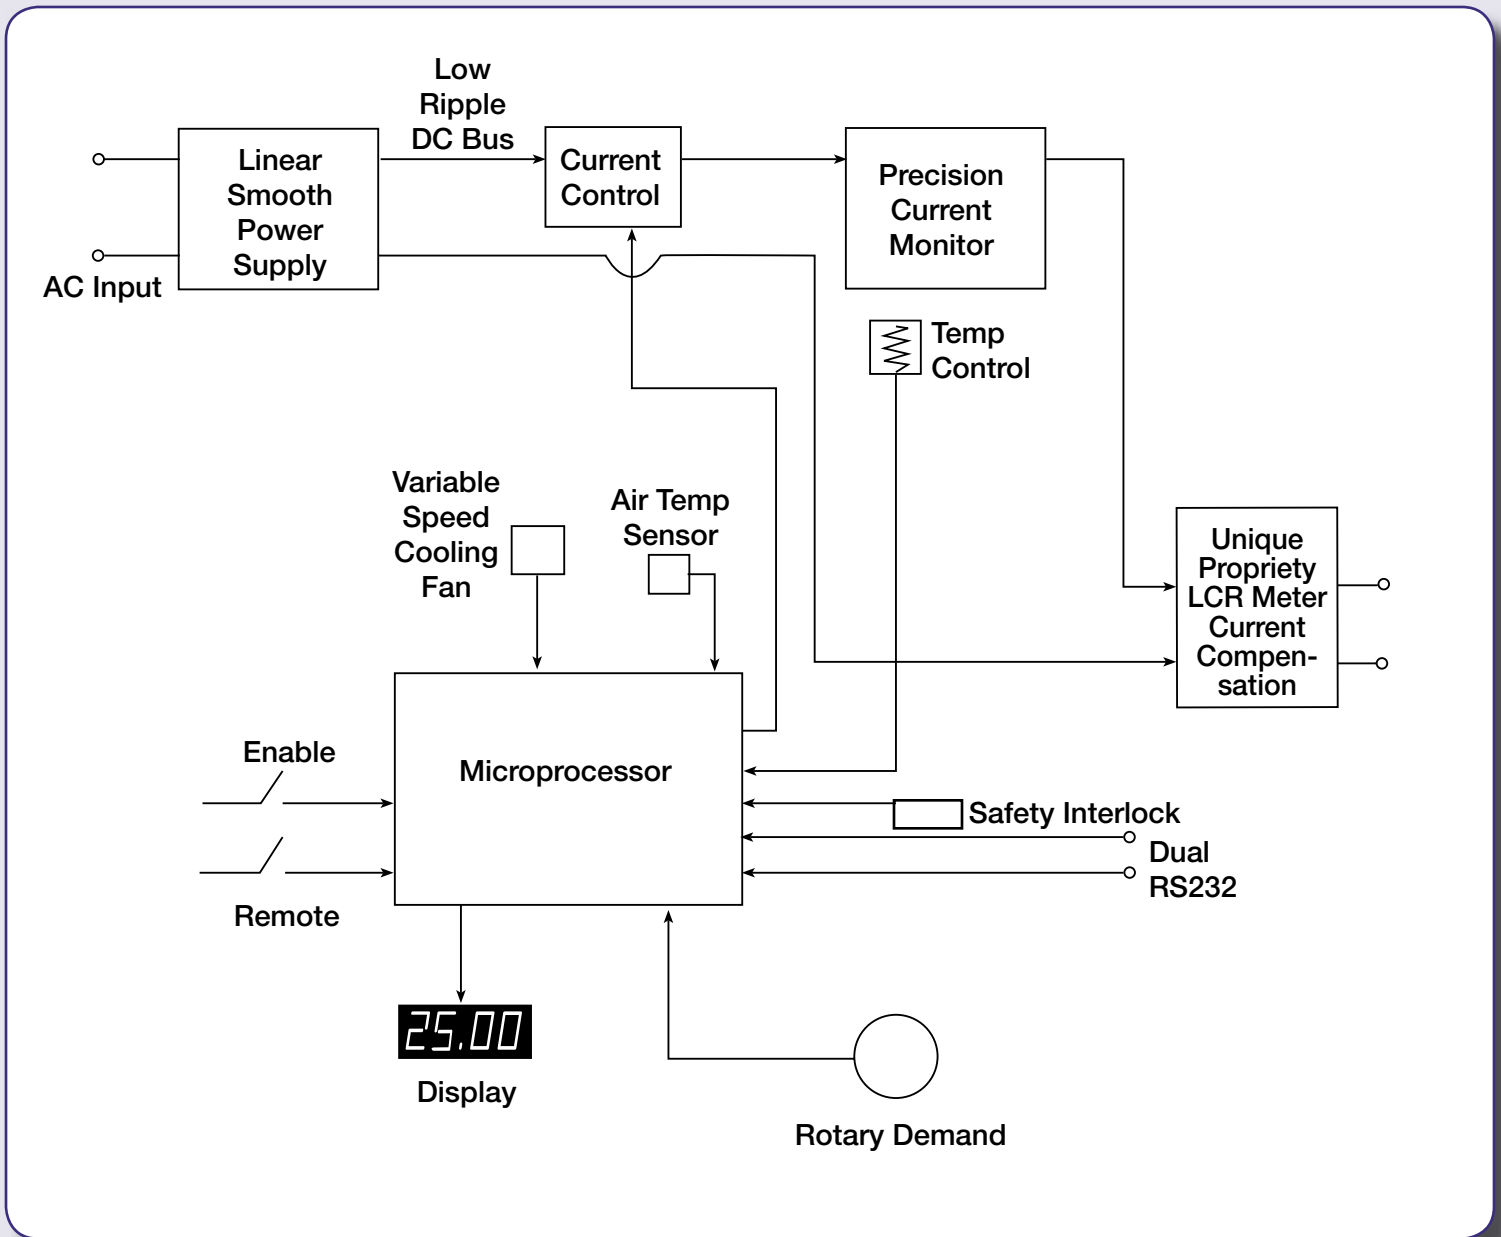 Low
Ripple
DC Bus
Linear
Smooth
Power
Supply
Current
Control
Precision
Current
Monitor
AC Input
Temp
Control
Variable
Speed
Cooling
Fan
Air Temp
Sensor
Unique
Propriety
LCR Meter
Current
Compen-
sation
Enable
Microprocessor
Safety Interlock
Dual
RS232
Remote
25.00
Display
Rotary Demand